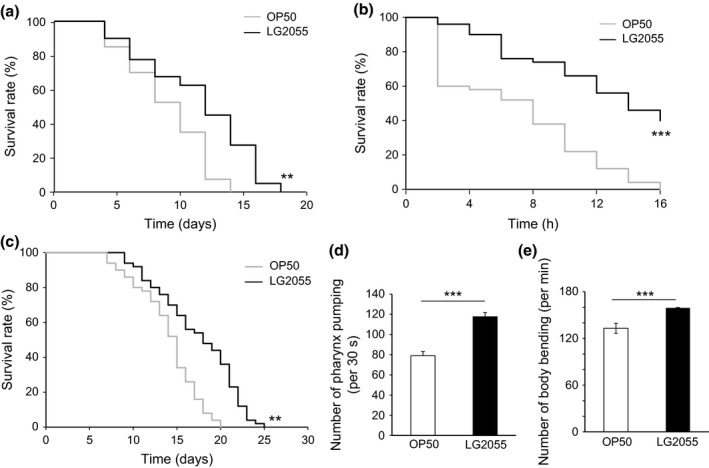 (a)
OP50
LG2055
Survival rate (%)
100
80
60
40
20
0
**
0 5 10 15 20
Time (days)
(b)
OP50
LG2055
Survival rate (%)
100
80
60
40
20
0
***
0 4 8 12 16
Time (h)
(c)
OP50
LG2055
Survival rate (%)
100
80
60
40
20
0
**
0 5 10 15 20 25 30
Time (days)
(d)
Number of pharynx pumping
(per 30 s)
140
120
100
80
60
40
20
0
***
OP50 LG2055
(e)
Number of body bending (per min)
180
120
60
0
***
OP50 LG2055